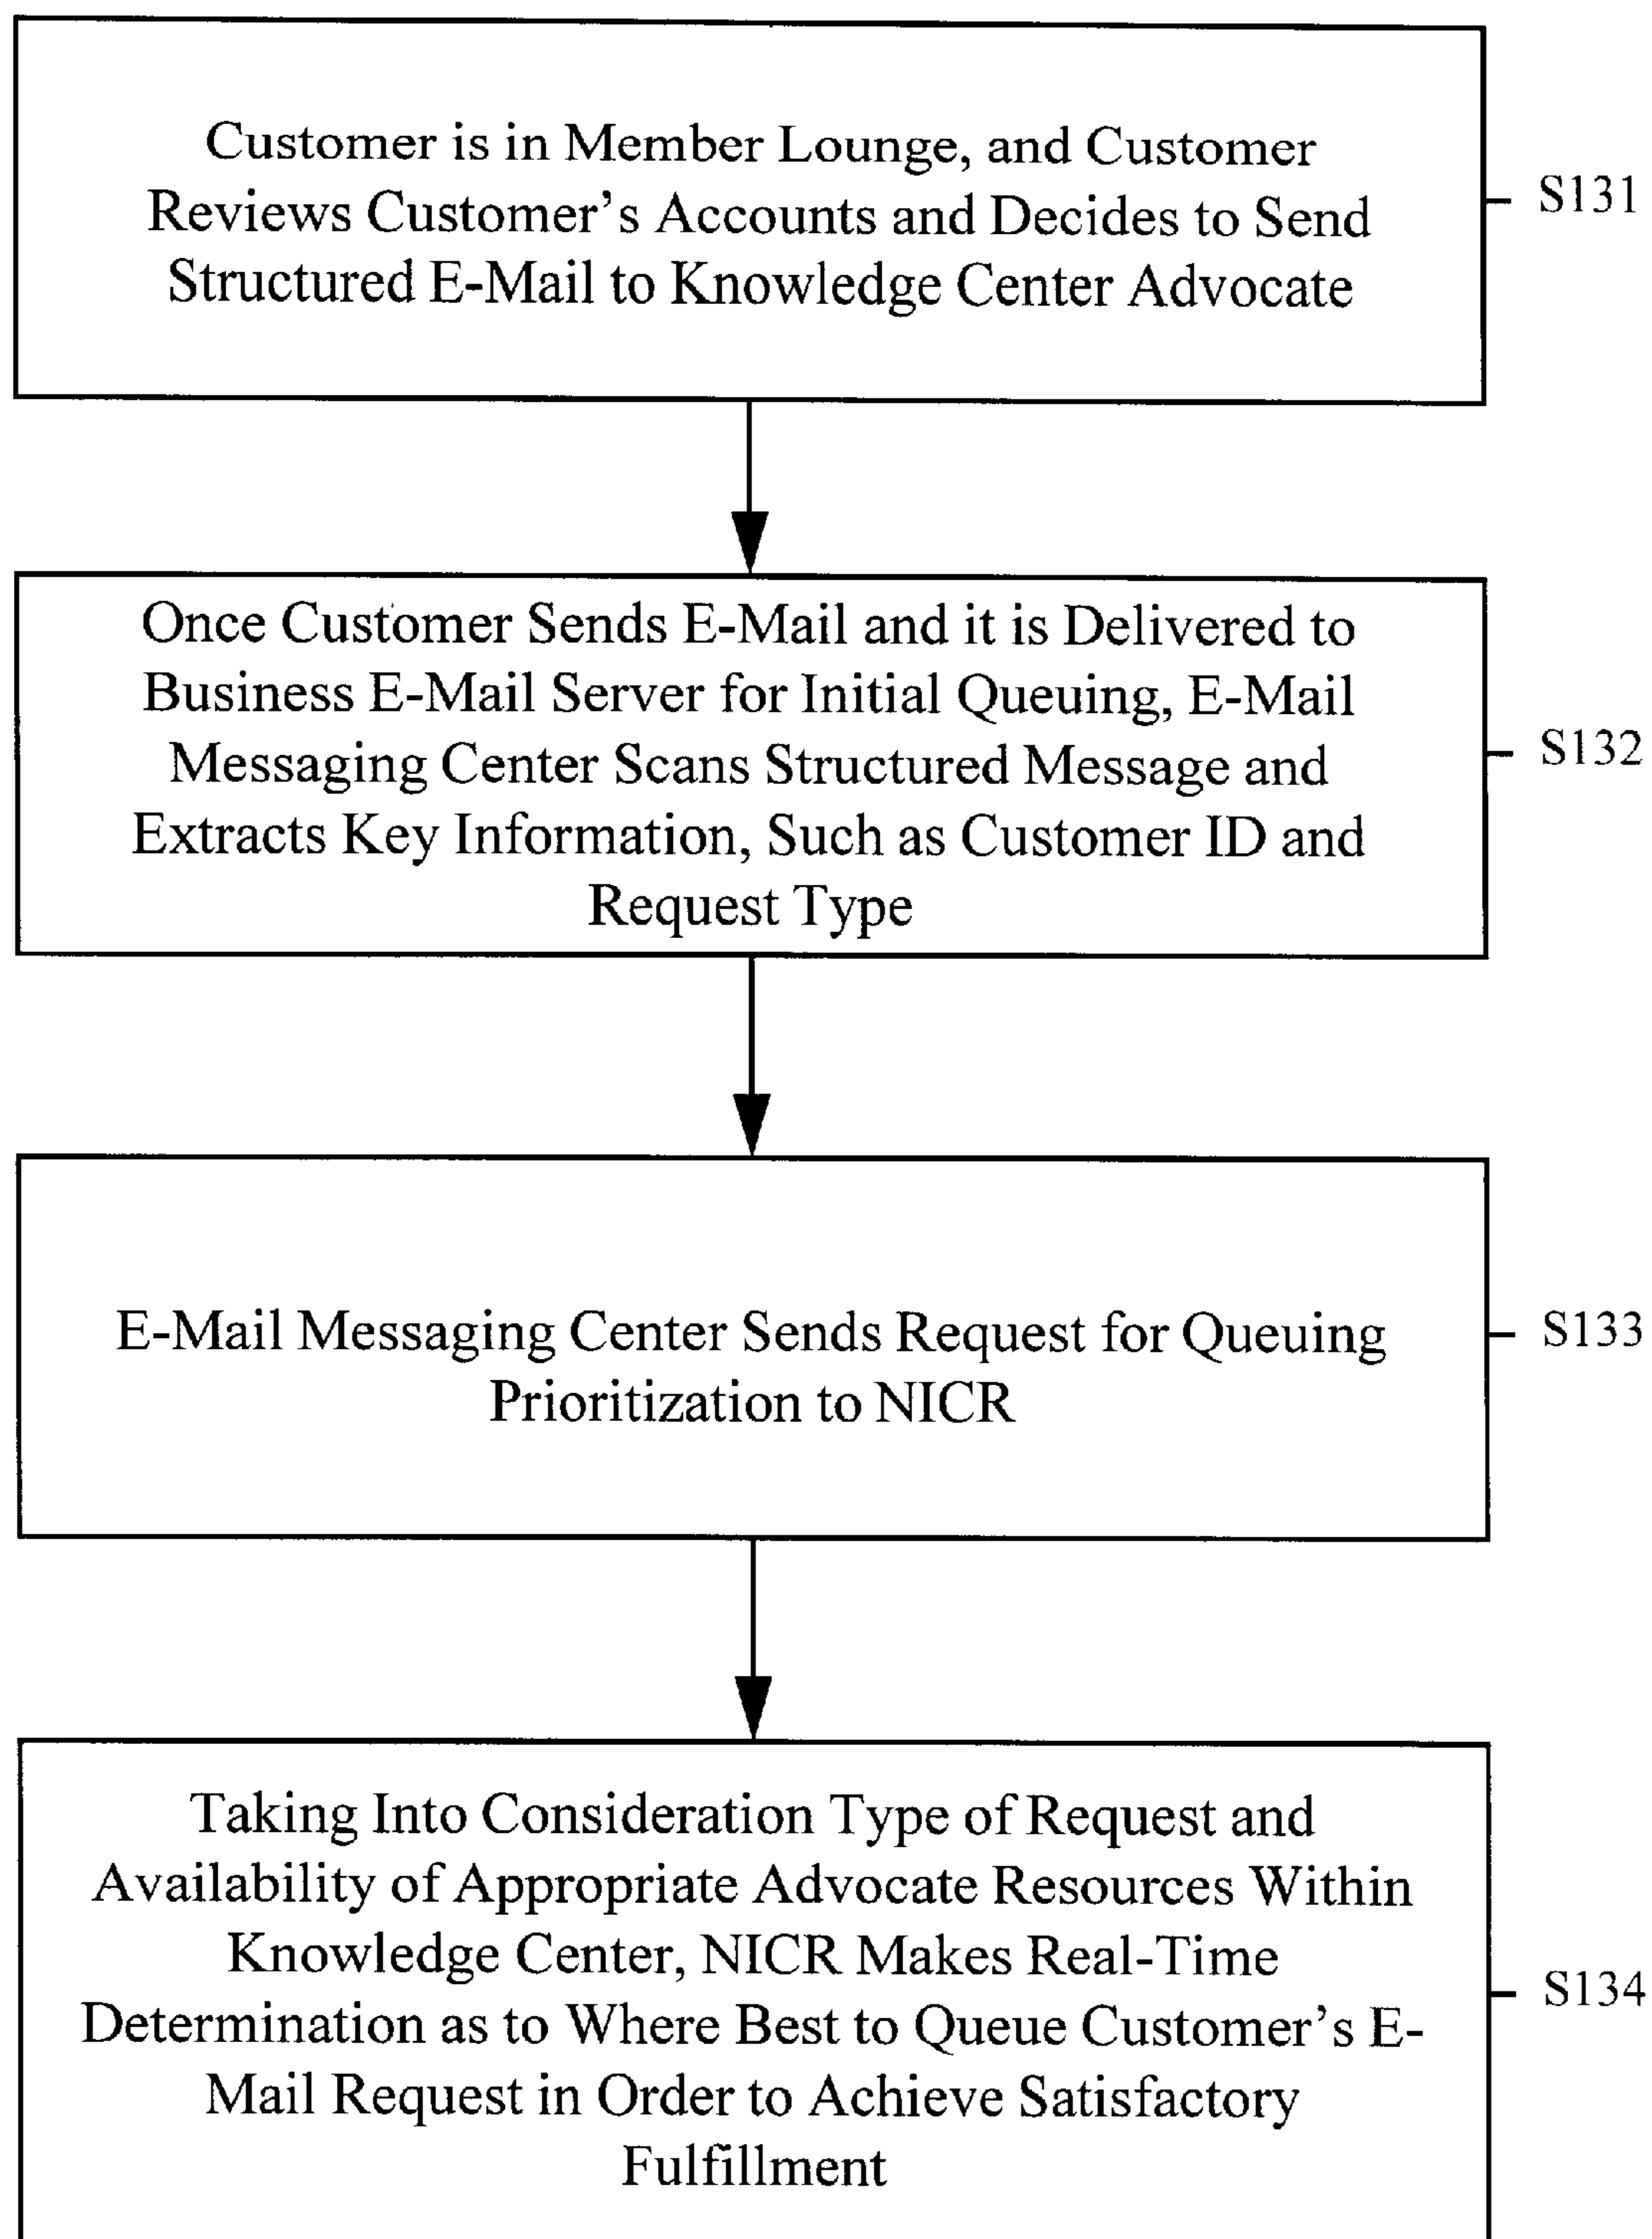 Customer is in Member Lounge, and Customer
Reviews Customer's Accounts and Decides to Send
Structured E-Mail to Knowledge Center Advocate
S131
Once Customer Sends E-Mail and it is Delivered to
Business E-Mail Server for Initial Queuing, E-Mail
Messaging Center Scans Structured Message and
Extracts Key Information, Such as Customer ID and
Request Type
S132
E-Mail Messaging Center Sends Request for Queuing
Prioritization to NICR
S133
Taking Into Consideration Type of Request and
Availability of Appropriate Advocate Resources Within
Knowledge Center, NICR Makes Real-Time
Determination as to Where Best to Queue Customer's E-
Mail Request in Order to Achieve Satisfactory
Fulfillment
S134